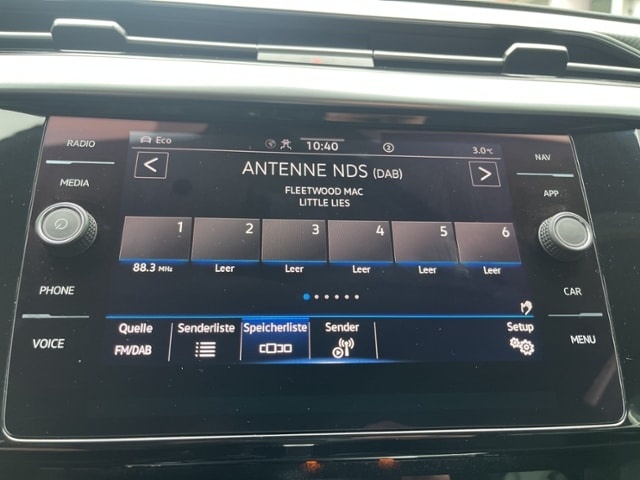 RADIO
MEDIA
PHONE
VOICE
Eco
10:40
2
3.0°C
ANTENNE NDS (DAB)
FLEETWOOD MAC
LITTLE LIES
1 2 3 4 5 6
88.3 MHz Leer Leer Leer Leer Leer
Quelle Senderliste Speicherliste Sender Setup
FM/DAB
NAV
APP
CAR
MENU